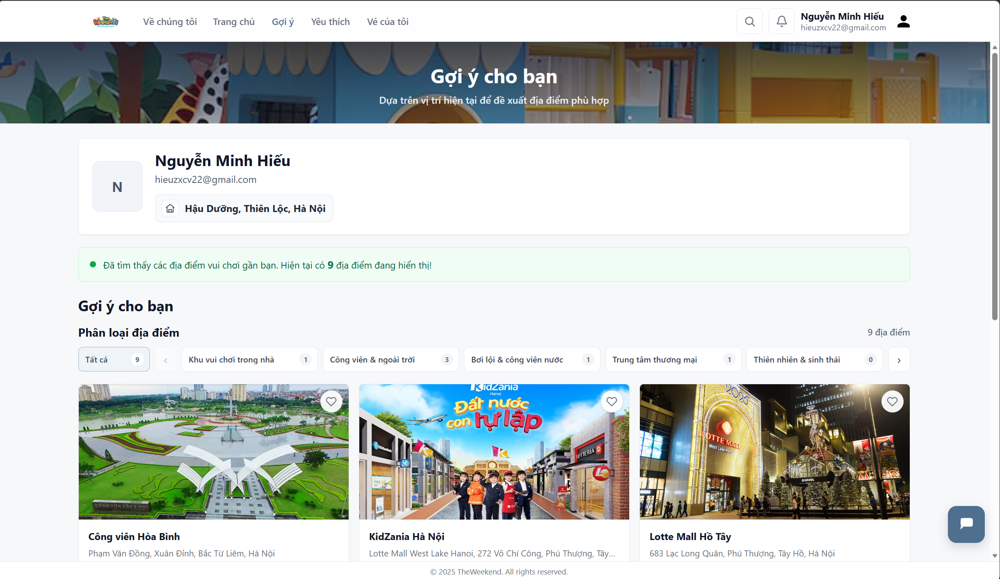 The
Weekend
Về chúng tôi
Trang chủ
Gợi ý
Yêu thích
Vé của tôi
Nguyễn Minh Hiếu
hieuzxcv22@gmail.com
Gợi ý cho bạn
Dựa trên vị trí hiện tại để đề xuất địa điểm phù hợp
N
Nguyễn Minh Hiếu
hieuzxcv22@gmail.com
Hậu Dưỡng, Thiên Lộc, Hà Nội
Đã tìm thấy các địa điểm vui chơi gần bạn. Hiện tại có 9 địa điểm đang hiển thị!
Gợi ý cho bạn
Phân loại địa điểm
9 địa điểm
Tất cả 9
‹
Khu vui chơi trong nhà 1
Công viên & ngoài trời 3
Bơi lội & công viên nước 1
Trung tâm thương mại 1
Thiên nhiên & sinh thái 0
›
CÔNG VIÊN HÒA BÌNH
KidZania
Hanoi
Đất nước
con tự lập
LOTTERIA
2025
LOTTE MALL
West Lake Hanoi
CHANEL
BOSS
Công viên Hòa Bình
Phạm Văn Đồng, Xuân Đỉnh, Bắc Từ Liêm, Hà Nội
KidZania Hà Nội
Lotte Mall West Lake Hanoi, 272 Võ Chí Công, Phú Thượng, Tây...
Lotte Mall Hồ Tây
683 Lạc Long Quân, Phú Thượng, Tây Hồ, Hà Nội
© 2025 TheWeekend. All rights reserved.